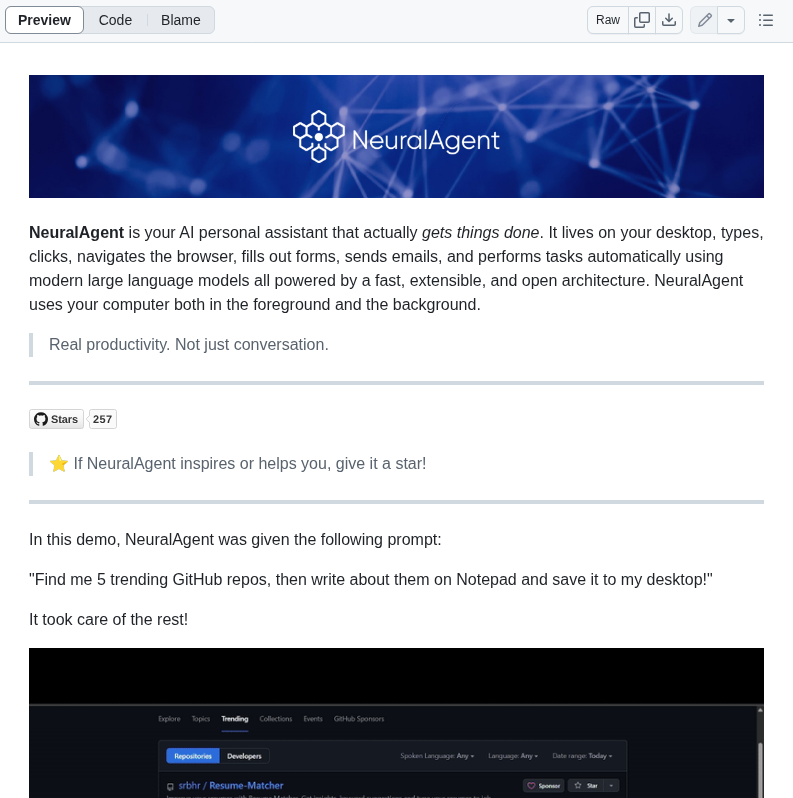 Preview Code Blame Raw
NeuralAgent
NeuralAgent is your AI personal assistant that actually gets things done. It lives on your desktop, types,
clicks, navigates the browser, fills out forms, sends emails, and performs tasks automatically using
modern large language models all powered by a fast, extensible, and open architecture. NeuralAgent
uses your computer both in the foreground and the background.
Real productivity. Not just conversation.
Stars 257
⭐ If NeuralAgent inspires or helps you, give it a star!
In this demo, NeuralAgent was given the following prompt:
"Find me 5 trending GitHub repos, then write about them on Notepad and save it to my desktop!"
It took care of the rest!
Explore Topics Trending Collections Events GitHub Sponsors
Repositories Developers Spoken Language: Any Language: Any Date range: Today
srbhr / Resume-Matcher Sponsor Star